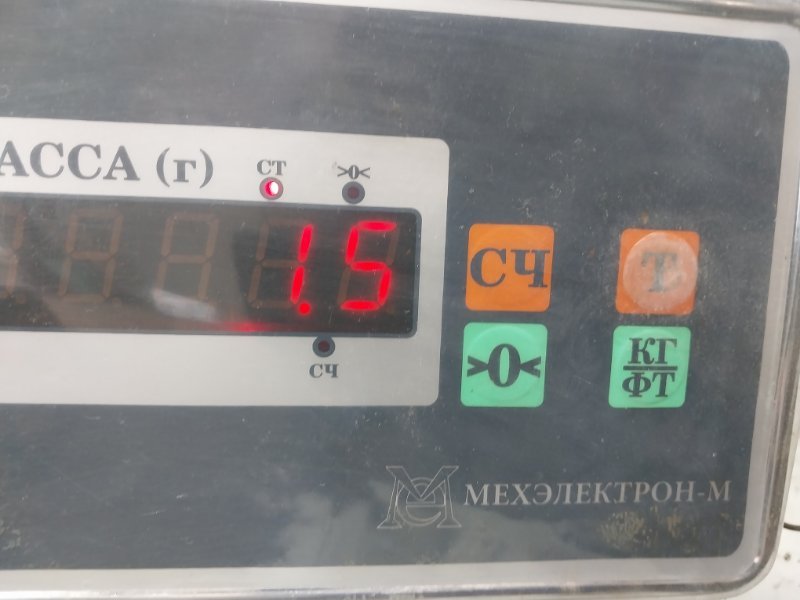 АССА (г)
СТ
>0<
1.5
СЧ
СЧ
Т
>0<
КГ
ФТ
МЕХЭЛЕКТРОН-М